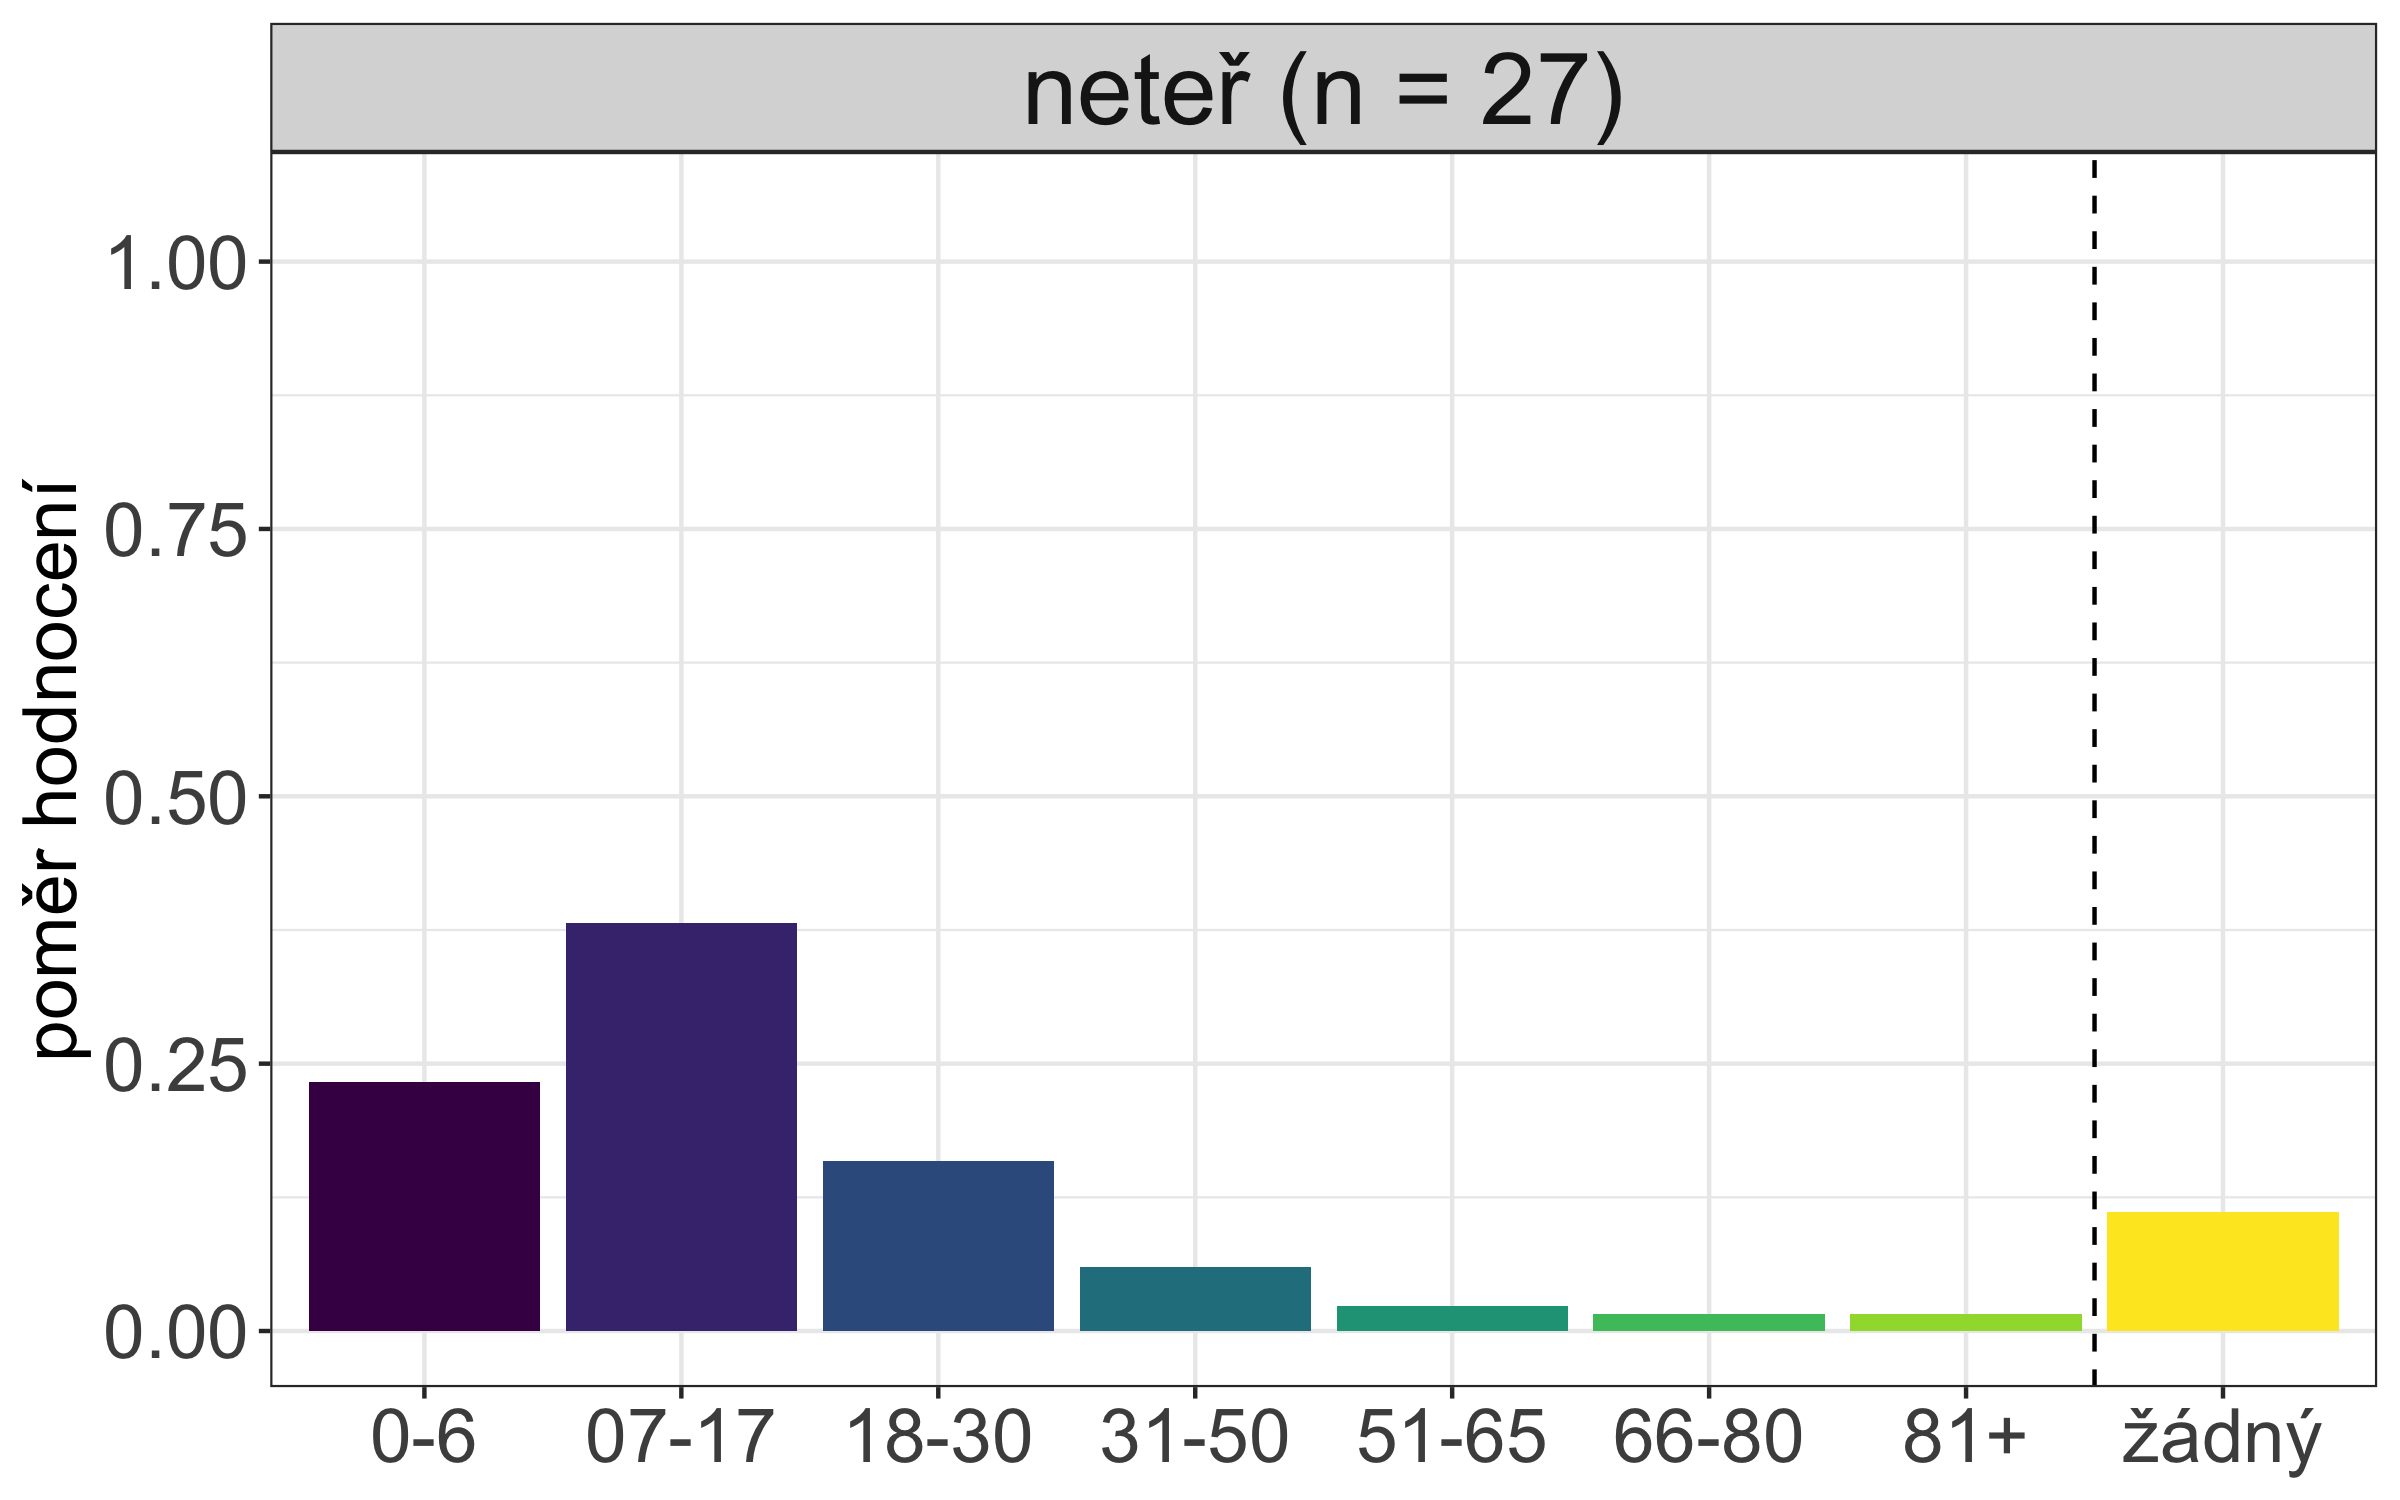 neteř (n = 27)
poměr hodnocení
1.00
0.75
0.50
0.25
0.00
0-6 07-17 18-30 31-50 51-65 66-80 81+ žádný